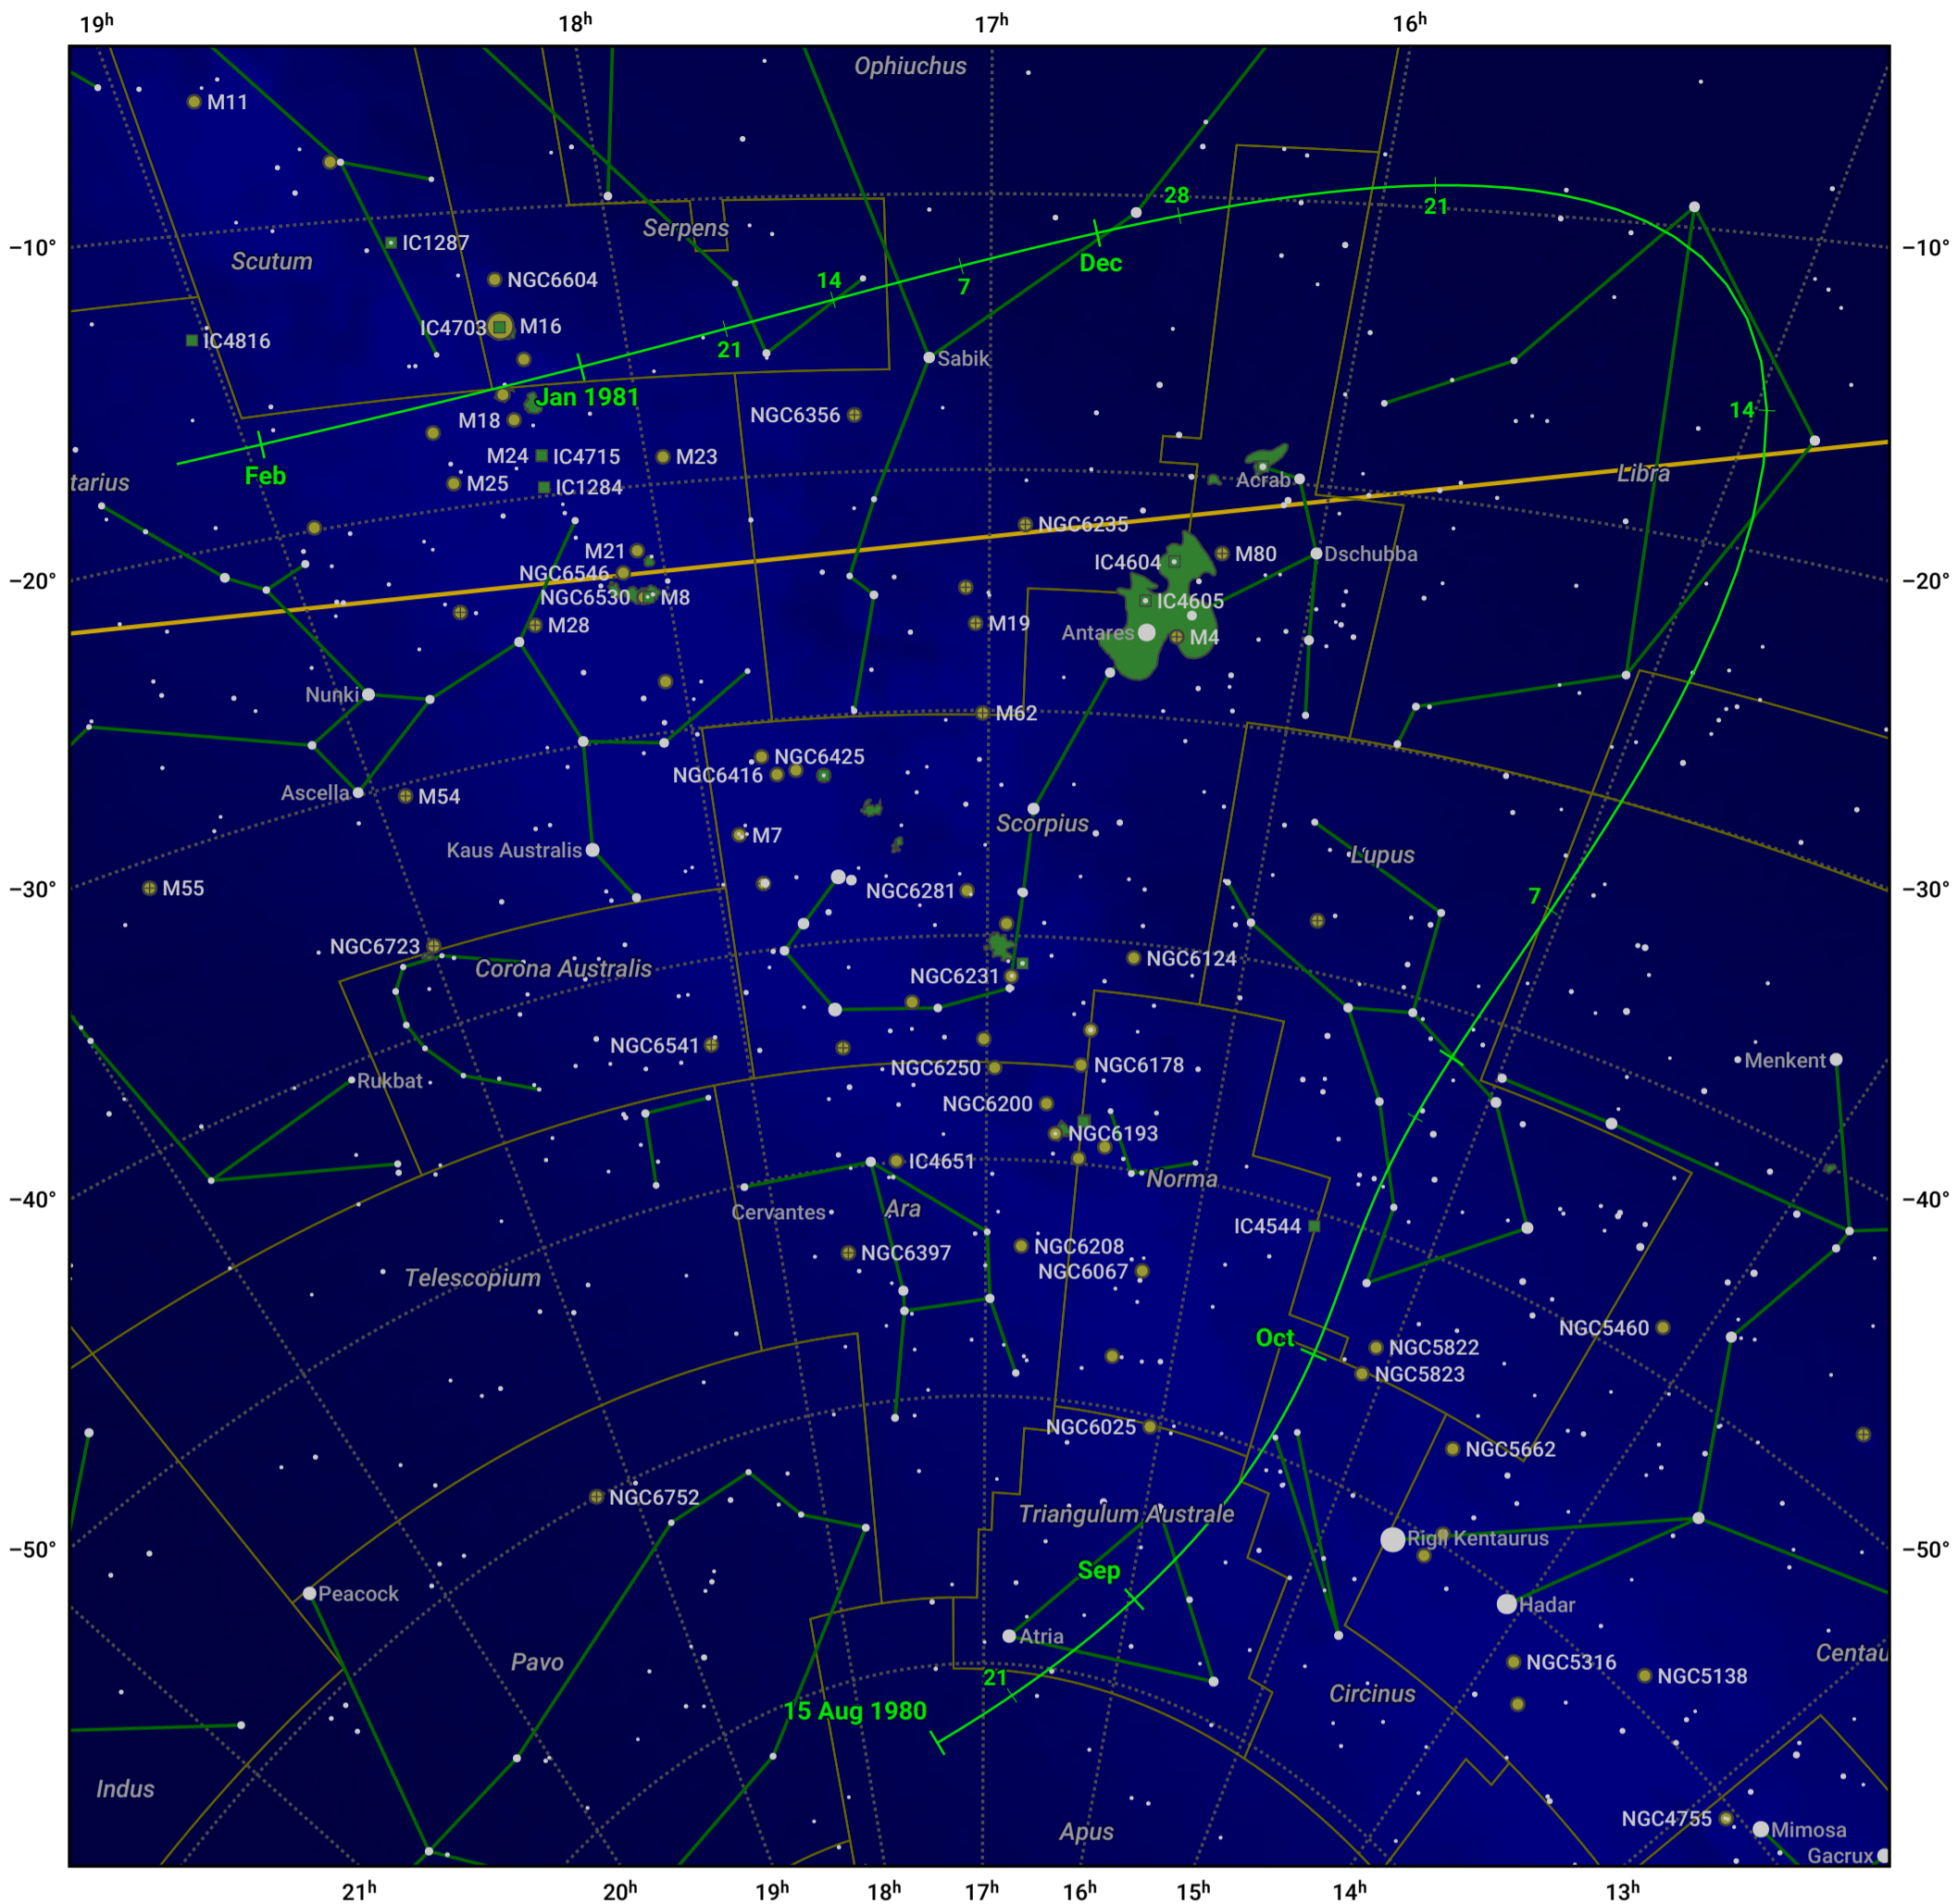 19h 18h 17h 16h
Ophiuchus
M11
Serpens
28
21
−10° −10°
IC1287
Scutum
Dec
NGC6604
14
7
IC4703 M16
IC4816
21
Sabik
Jan 1981
14
M18
NGC6356
M24 IC4715
M23
Feb
tarius
M25
IC1284
Acrab
Libra
NGC6235
M21
IC4604
M80
Dschubba
NGC6546
−20° −20°
NGC6530 M8
IC4605
M28
M19
Antares
M4
Nunki
M62
NGC6425
NGC6416
Ascella
M54
Scorpius
M7
Kaus Australis
Lupus
M55
NGC6281
7
−30° −30°
NGC6723
Corona Australis
NGC6124
NGC6231
NGC6541
Menkent
NGC6250
NGC6178
Rukbat
NGC6200
NGC6193
IC4651
Norma
−40° −40°
Cervantes
Ara
IC4544
NGC6397
NGC6208
NGC6067
Telescopium
NGC5460
Oct
NGC5822
NGC5823
NGC6025
NGC5662
NGC6752
Triangulum Australe
Rigil Kentaurus
−50° −50°
Sep
Peacock
Hadar
Atria
Pavo
Centau
NGC5316
NGC5138
21
Circinus
15 Aug 1980
Indus
NGC4755
Apus
Mimosa
Gacrux
21h 20h 19h 18h 17h 16h 15h 14h 13h